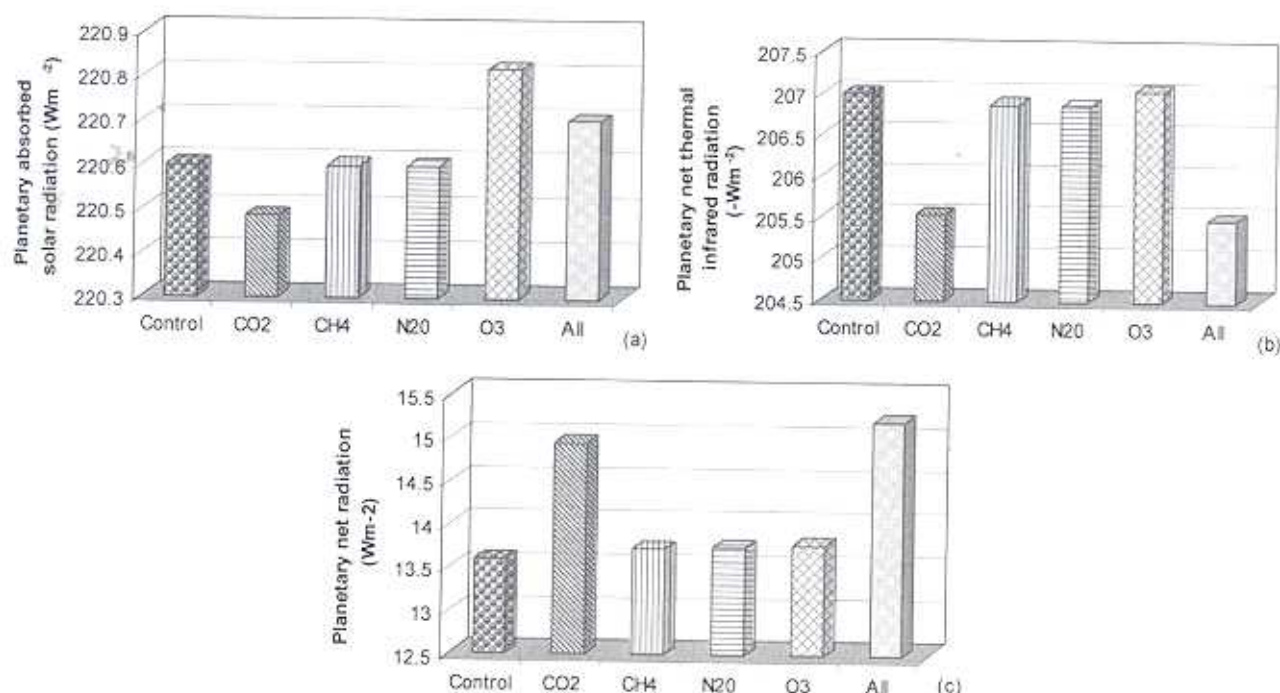 Planetary absorbed
solar radiation (Wm -2)
220.9
220.8
220.7
220.6
220.5
220.4
220.3
Control CO2 CH4 N20 O3 All
(a)
Planetary net thermal
infrared radiation
(-Wm -2)
207.5
207
206.5
206
205.5
205
204.5
Control CO2 CH4 N20 O3 All
(b)
Planetary net radiation
(Wm-2)
15.5
15
14.5
14
13.5
13
12.5
Control CO2 CH4 N20 O3 All
(c)